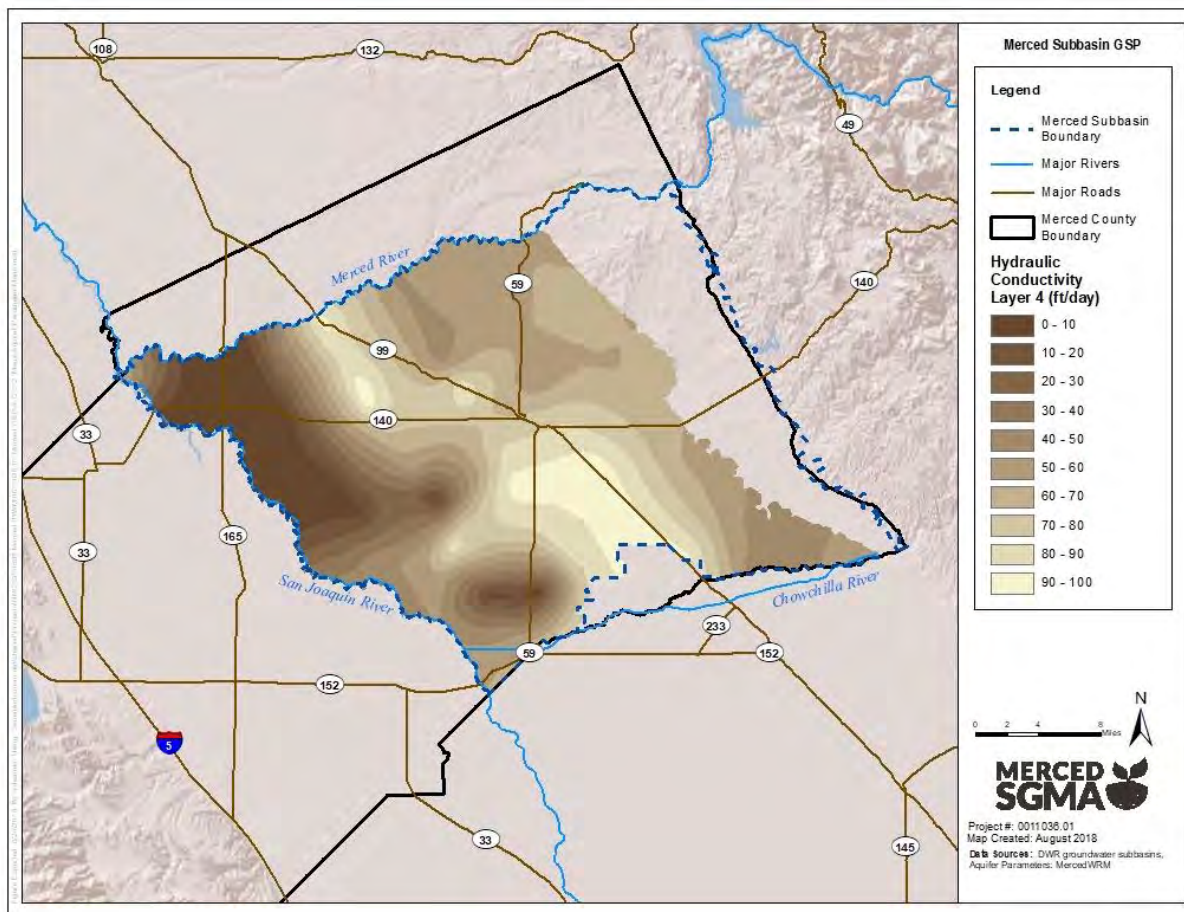 108
132
49
Merced River
59
140
99
140
33
165
33
San Joaquin River
Chowchilla River
233
59
152
152
5
33
145
Merced Subbasin GSP
Legend
Merced Subbasin
Boundary
Major Rivers
Major Roads
Merced County
Boundary
Hydraulic
Conductivity
Layer 4 (ft/day)
0 - 10
10 - 20
20 - 30
30 - 40
40 - 50
50 - 60
60 - 70
70 - 80
80 - 90
90 - 100
N
0 2 4 8
Miles
MERCED
SGMA
Project #: 0011036.01
Map Created: August 2018
Data Sources: DWR groundwater subbasins,
Aquifer Parameters: MercedWRM